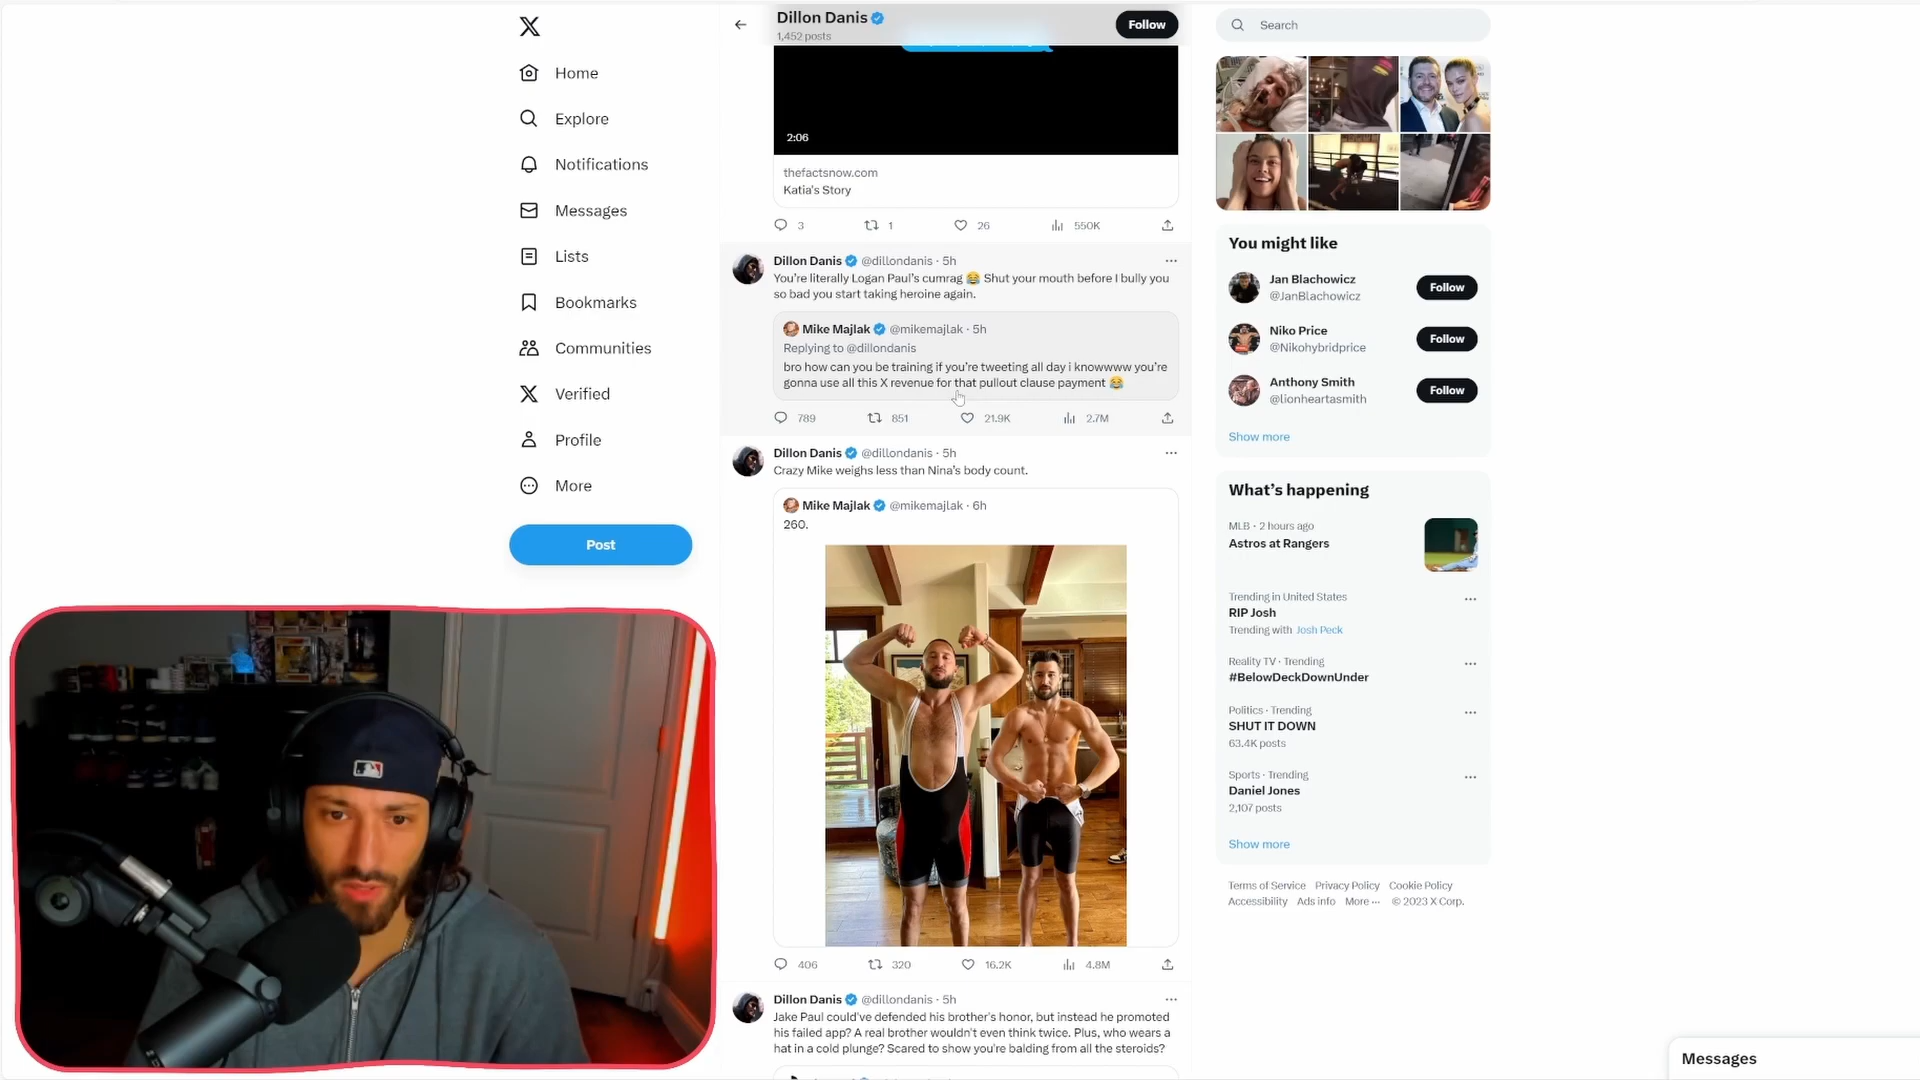 Home
Explore
Notifications
Messages
Lists
Bookmarks
Communities
Verified
Profile
More
Post
Dillon Danis
1,452 posts
Follow
2:06
thefactsnow.com
Katia's Story
3 1 26 550K
Dillon Danis @dillondanis · 5h
You're literally Logan Paul's cumrag 😂 Shut your mouth before I bully you
so bad you start taking heroine again.
Mike Majlak @mikemajlak · 5h
Replying to @dillondanis
bro how can you be training if you're tweeting all day i knowwww you're
gonna use all this X revenue for that pullout clause payment 😂
789 851 21.9K 2.7M
Dillon Danis @dillondanis · 5h
Crazy Mike weighs less than Nina's body count.
Mike Majlak @mikemajlak · 6h
260.
406 320 16.2K 4.8M
Dillon Danis @dillondanis · 5h
Jake Paul could've defended his brother's honor, but instead he promoted
his failed app? A real brother wouldn't even think twice. Plus, who wears a
hat in a cold plunge? Scared to show you're balding from all the steroids?
Search
You might like
Jan Blachowicz
@JanBlachowicz
Follow
Niko Price
@Nikohybridprice
Follow
Anthony Smith
@lionheartasmith
Follow
Show more
What's happening
MLB · 2 hours ago
Astros at Rangers
Trending in United States
RIP Josh
Trending with Josh Peck
Reality TV · Trending
#BelowDeckDownUnder
Politics · Trending
SHUT IT DOWN
63.4K posts
Sports · Trending
Daniel Jones
2,107 posts
Show more
Terms of Service Privacy Policy Cookie Policy
Accessibility Ads info More ··· © 2023 X Corp.
Messages